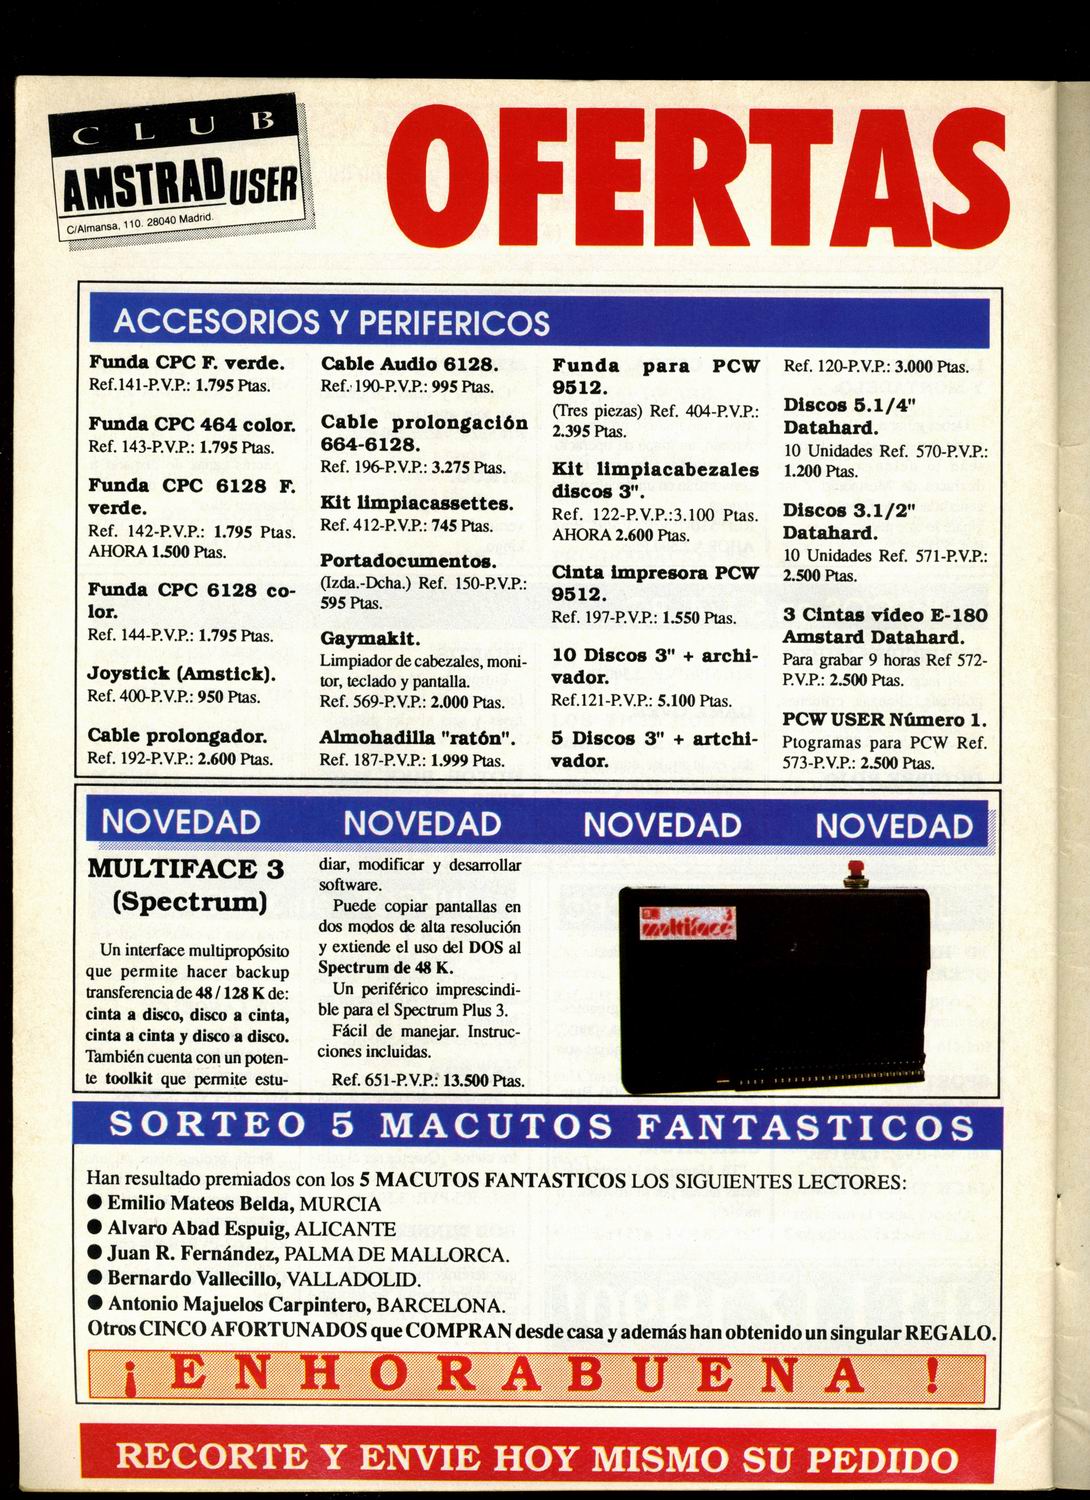 CLUB
AMSTRAD USER
C/Almansa, 110. 28040 Madrid.
OFERTAS
ACCESORIOS Y PERIFERICOS
Funda CPC F. verde.
Ref.141-P.V.P.: 1.795 Ptas.
Funda CPC 464 color.
Ref. 143-P.V.P.: 1.795 Ptas.
Funda CPC 6128 F.
verde.
Ref. 142-P.V.P.: 1.795 Ptas.
AHORA 1.500 Ptas.
Funda CPC 6128 co-
lor.
Ref. 144-P.V.P.: 1.795 Ptas.
Joystick (Amstick).
Ref. 400-P.V.P.: 950 Ptas.
Cable prolongador.
Ref. 192-P.V.P.: 2.600 Ptas.
Cable Audio 6128.
Ref. 190-P.V.P.: 995 Ptas.
Cable prolongación
664-6128.
Ref. 196-P.V.P.: 3.275 Ptas.
Kit limpiacassettes.
Ref. 412-P.V.P.: 745 Ptas.
Portadocumentos.
(Izda.-Dcha.) Ref. 150-P.V.P.:
595 Ptas.
Gaymakit.
Limpiador de cabezales, moni-
tor, teclado y pantalla.
Ref. 569-P.V.P.: 2.000 Ptas.
Almohadilla "ratón".
Ref. 187-P.V.P.: 1.999 Ptas.
Funda para PCW
9512.
(Tres piezas) Ref. 404-P.V.P.:
2.395 Ptas.
Kit limpiacabezales
discos 3".
Ref. 122-P.V.P.:3.100 Ptas.
AHORA 2.600 Ptas.
Cinta impresora PCW
9512.
Ref. 197-P.V.P.: 1.550 Ptas.
10 Discos 3" + archi-
vador.
Ref.121-P.V.P.: 5.100 Ptas.
5 Discos 3" + artchi-
vador.
Ref. 120-P.V.P.: 3.000 Ptas.
Discos 5.1/4"
Datahard.
10 Unidades Ref. 570-P.V.P.:
1.200 Ptas.
Discos 3.1/2"
Datahard.
10 Unidades Ref. 571-P.V.P.:
2.500 Ptas.
3 Cintas vídeo E-180
Amstard Datahard.
Para grabar 9 horas Ref 572-
P.V.P.: 2.500 Ptas.
PCW USER Número 1.
Ptogramas para PCW Ref.
573-P.V.P.: 2.500 Ptas.
NOVEDAD NOVEDAD NOVEDAD NOVEDAD
MULTIFACE 3
(Spectrum)
Un interface multipropósito
que permite hacer backup
transferencia de 48 / 128 K de:
cinta a disco, disco a cinta,
cinta a cinta y disco a disco.
También cuenta con un poten-
te toolkit que permite estu-
diar, modificar y desarrollar
software.
Puede copiar pantallas en
dos modos de alta resolución
y extiende el uso del DOS al
Spectrum de 48 K.
Un periférico imprescindi-
ble para el Spectrum Plus 3.
Fácil de manejar. Instruc-
ciones incluidas.
Ref. 651-P.V.P.: 13.500 Ptas.
multiface 3
SORTEO 5 MACUTOS FANTASTICOS
Han resultado premiados con los 5 MACUTOS FANTASTICOS LOS SIGUIENTES LECTORES:
● Emilio Mateos Belda, MURCIA
● Alvaro Abad Espuig, ALICANTE
● Juan R. Fernández, PALMA DE MALLORCA.
● Bernardo Vallecillo, VALLADOLID.
● Antonio Majuelos Carpintero, BARCELONA.
Otros CINCO AFORTUNADOS que COMPRAN desde casa y además han obtenido un singular REGALO.
¡ENHORABUENA!
RECORTE Y ENVIE HOY MISMO SU PEDIDO